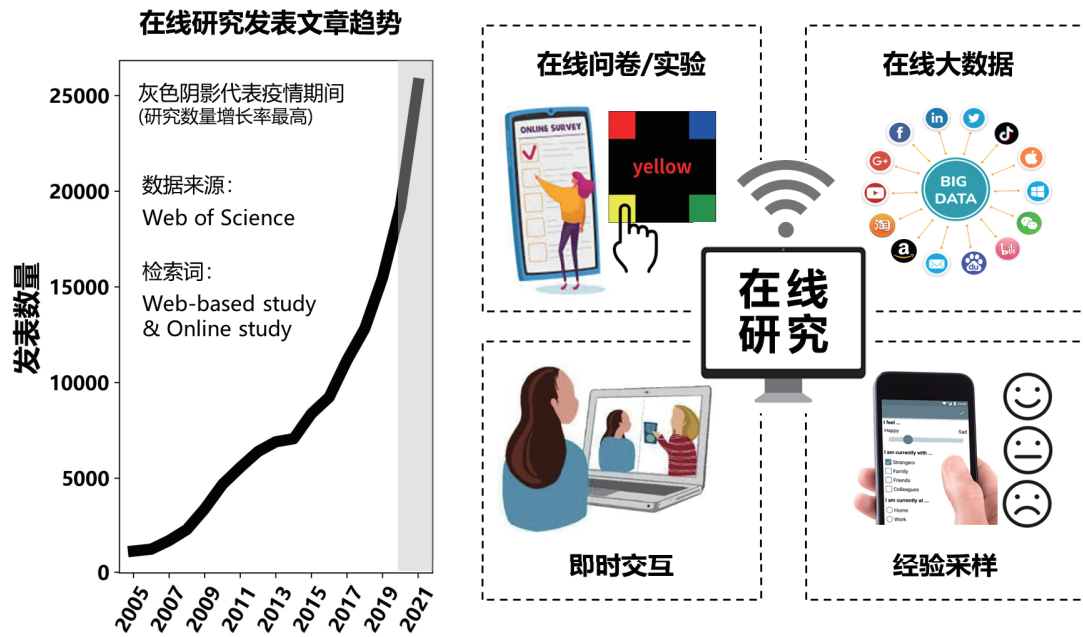 在线研究发表文章趋势
发表数量
25000
20000
15000
10000
5000
0
灰色阴影代表疫情期间
(研究数量增长率最高)
数据来源:
Web of Science
检索词:
Web-based study
& Online study
2005
2007
2009
2011
2013
2015
2017
2019
2021
在线问卷/实验
ONLINE SURVEY
yellow
在线大数据
in
f
G+
BIG
DATA
淘
a
du
bili
在线
研究
即时交互
I feel ...
Happy
Sad
I am currently with ...
Strangers
Family
Friends
Colleagues
I am currently at ...
Home
Work
经验采样